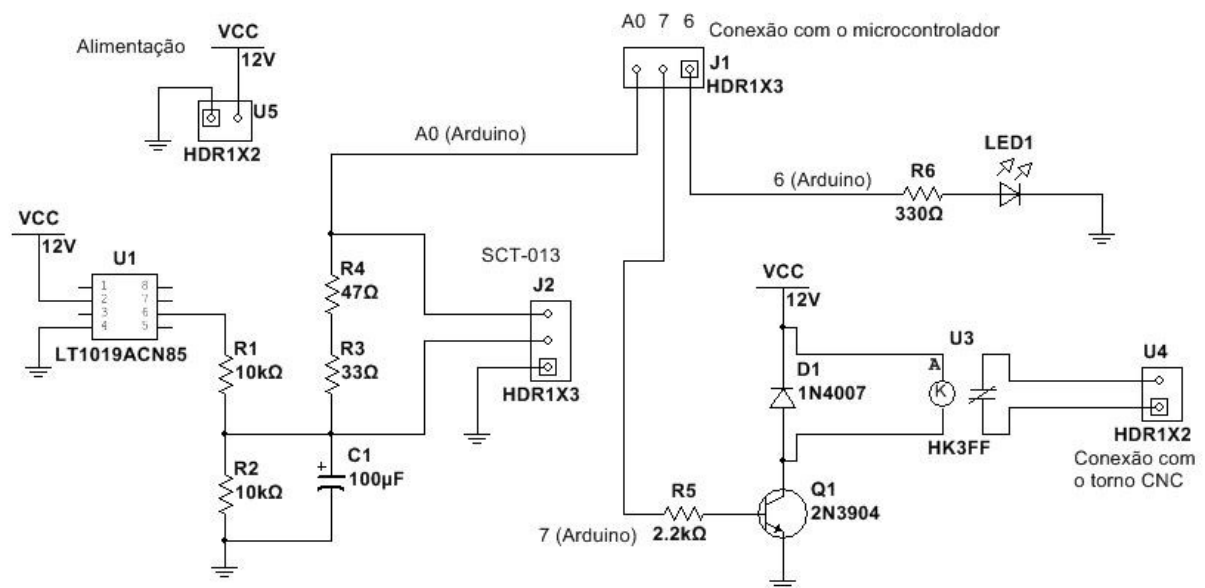 A0 7 6
Conexão com o microcontrolador
Alimentação
VCC
12V
U5
HDR1X2
J1
HDR1X3
A0 (Arduino)
LED1
6 (Arduino)
R6
330Ω
VCC
12V
U1
1 8
2 7
3 6
4 5
LT1019ACN85
R4
47Ω
SCT-013
J2
R1
10kΩ
R3
33Ω
HDR1X3
VCC
12V
D1
1N4007
U3
A
K
HK3FF
U4
HDR1X2
Conexão com
o torno CNC
R2
10kΩ
+
C1
100µF
R5
2.2kΩ
7 (Arduino)
Q1
2N3904